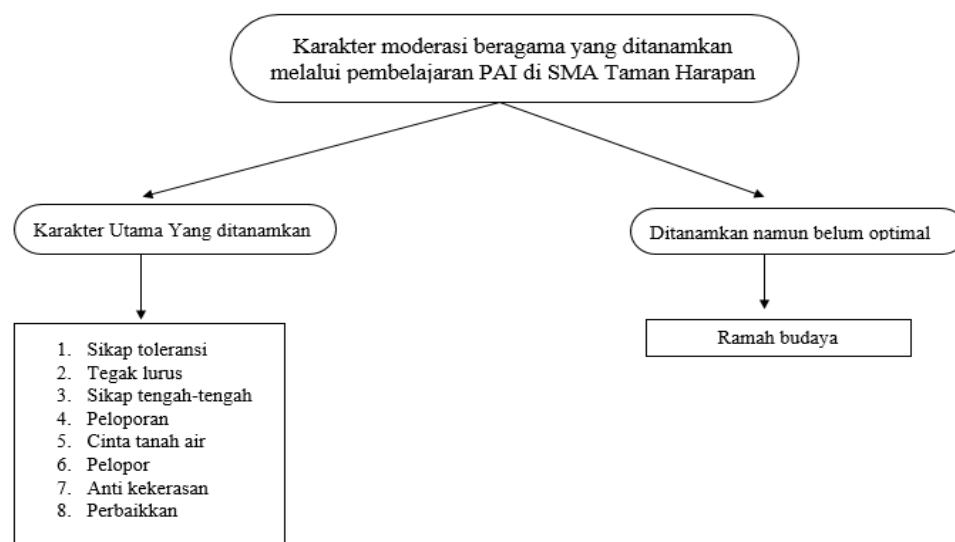 Karakter moderasi beragama yang ditanamkan
melalui pembelajaran PAI di SMA Taman Harapan
Karakter Utama Yang ditanamkan
Ditanamkan namun belum optimal
1. Sikap toleransi
2. Tegak lurus
3. Sikap tengah-tengah
4. Peloporan
5. Cinta tanah air
6. Pelopor
7. Anti kekerasan
8. Perbaikkan
Ramah budaya